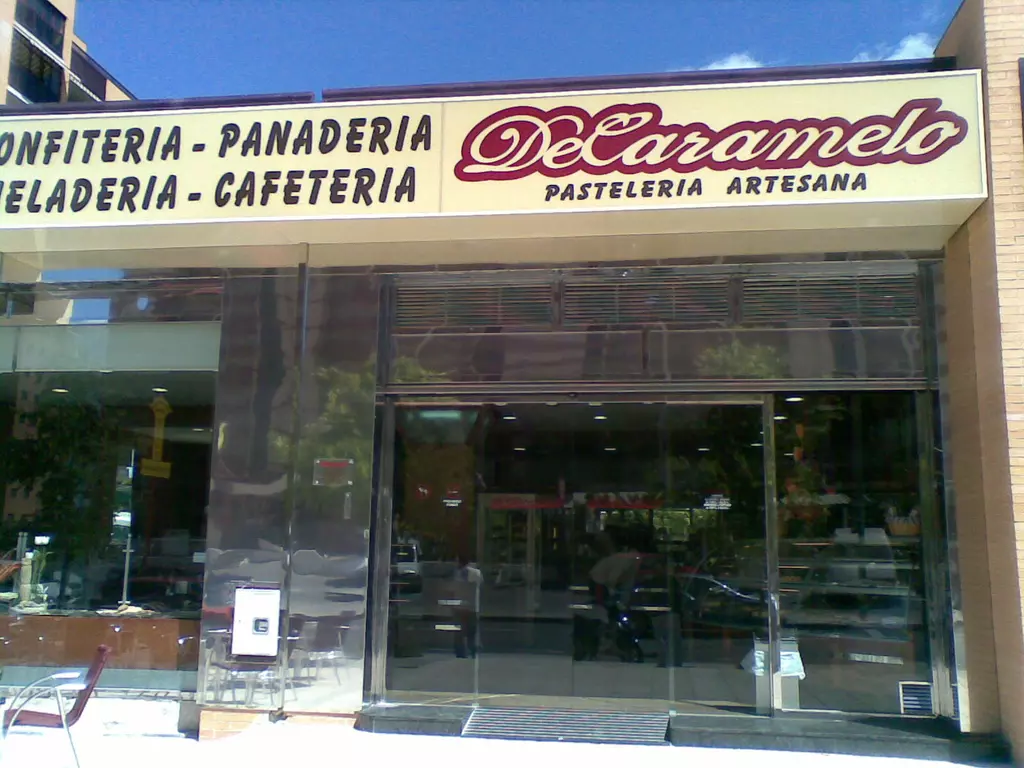 ONFITERIA - PANADERIA
ELADERIA - CAFETERIA
DeCaramelo
PASTELERIA ARTESANA